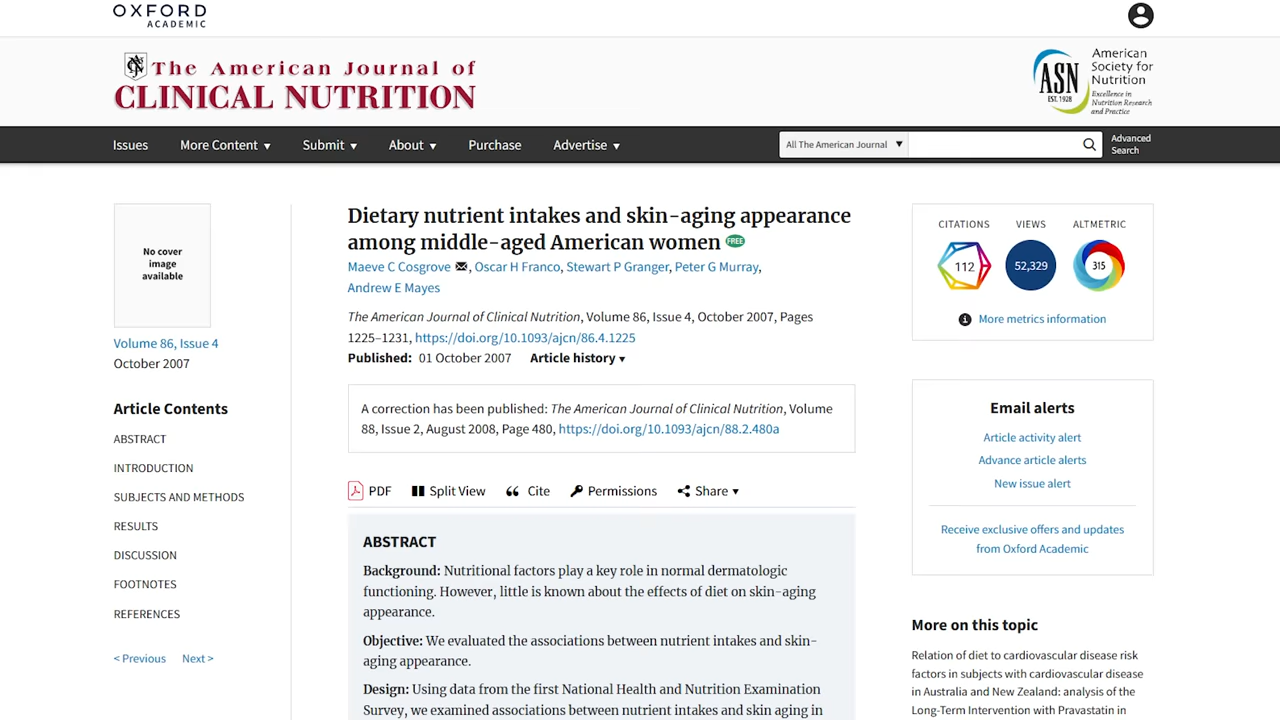 OXFORD
ACADEMIC
The American Journal of
CLINICAL NUTRITION
ASN
EST. 1928
American
Society for
Nutrition
Excellence in
Nutrition Research
and Practice
Issues More Content Submit About Purchase Advertise
All The American Journal
Advanced
Search
No cover
image
available
Volume 86, Issue 4
October 2007
Article Contents
ABSTRACT
INTRODUCTION
SUBJECTS AND METHODS
RESULTS
DISCUSSION
FOOTNOTES
REFERENCES
< Previous Next >
Dietary nutrient intakes and skin-aging appearance
among middle-aged American women FREE
Maeve C Cosgrove, Oscar H Franco, Stewart P Granger, Peter G Murray,
Andrew E Mayes
The American Journal of Clinical Nutrition, Volume 86, Issue 4, October 2007, Pages
1225–1231, https://doi.org/10.1093/ajcn/86.4.1225
Published: 01 October 2007 Article history
A correction has been published: The American Journal of Clinical Nutrition, Volume
88, Issue 2, August 2008, Page 480, https://doi.org/10.1093/ajcn/88.2.480a
PDF Split View Cite Permissions Share
ABSTRACT
Background: Nutritional factors play a key role in normal dermatologic
functioning. However, little is known about the effects of diet on skin-aging
appearance.
Objective: We evaluated the associations between nutrient intakes and skin-
aging appearance.
Design: Using data from the first National Health and Nutrition Examination
Survey, we examined associations between nutrient intakes and skin aging in
CITATIONS VIEWS ALTMETRIC
112 52,329 315
More metrics information
Email alerts
Article activity alert
Advance article alerts
New issue alert
Receive exclusive offers and updates
from Oxford Academic
More on this topic
Relation of diet to cardiovascular disease risk
factors in subjects with cardiovascular disease
in Australia and New Zealand: analysis of the
Long-Term Intervention with Pravastatin in